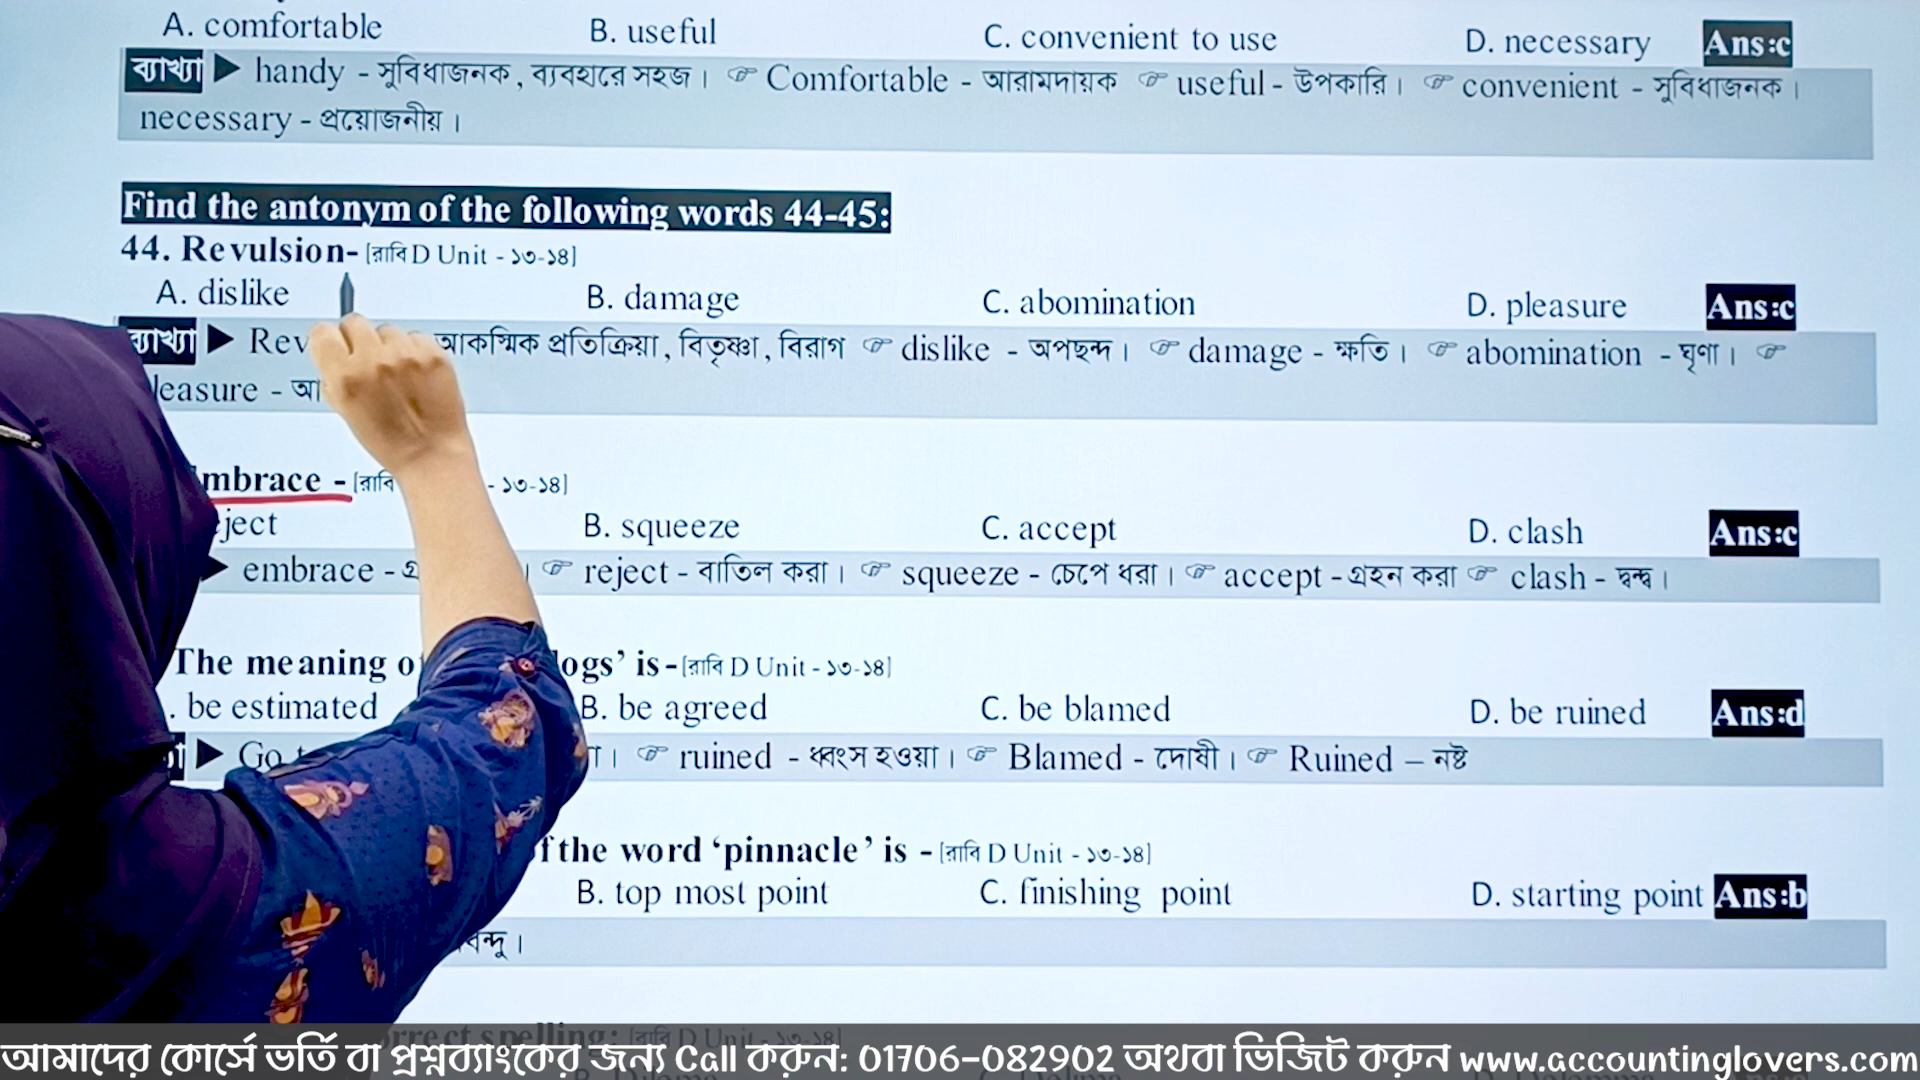 A. comfortable B. useful C. convenient to use D. necessary Ans:c
ব্যাখ্যা ▶ handy - সুবিধাজনক, ব্যবহারে সহজ। ☞ Comfortable - আরামদায়ক ☞ useful - উপকারি। ☞ convenient - সুবিধাজনক।
necessary - প্রয়োজনীয়।
Find the antonym of the following words 44-45:
44. Revulsion- [রাবি D Unit - ১৩-১৪]
A. dislike B. damage C. abomination D. pleasure Ans:c
ব্যাখ্যা ▶ আকস্মিক প্রতিক্রিয়া, বিতৃষ্ণা, বিরাগ ☞ dislike - অপছন্দ। ☞ damage - ক্ষতি। ☞ abomination - ঘৃণা। ☞
leasure -
mbrace - [রাবি - ১৩-১৪]
ject B. squeeze C. accept D. clash Ans:c
▶ embrace - ☞ reject - বাতিল করা। ☞ squeeze - চেপে ধরা। ☞ accept -গ্রহন করা ☞ clash - দ্বন্দ্ব।
The meaning o logs’ is -[রাবি D Unit - ১৩-১৪]
. be estimated B. be agreed C. be blamed D. be ruined Ans:d
▶ Go ☞ ruined - ধ্বংস হওয়া। ☞ Blamed - দোষী। ☞ Ruined – নষ্ট
f the word ‘pinnacle’ is - [রাবি D Unit - ১৩-১৪]
B. top most point C. finishing point D. starting point Ans:b
rrect spelling: [রাবি D Unit - ১৩-১৪]
আমাদের কোর্সে ভর্তি বা প্রশ্নব্যাংকের জন্য Call করুন: 01706-082902 অথবা ভিজিট করুন www.accountinglovers.com